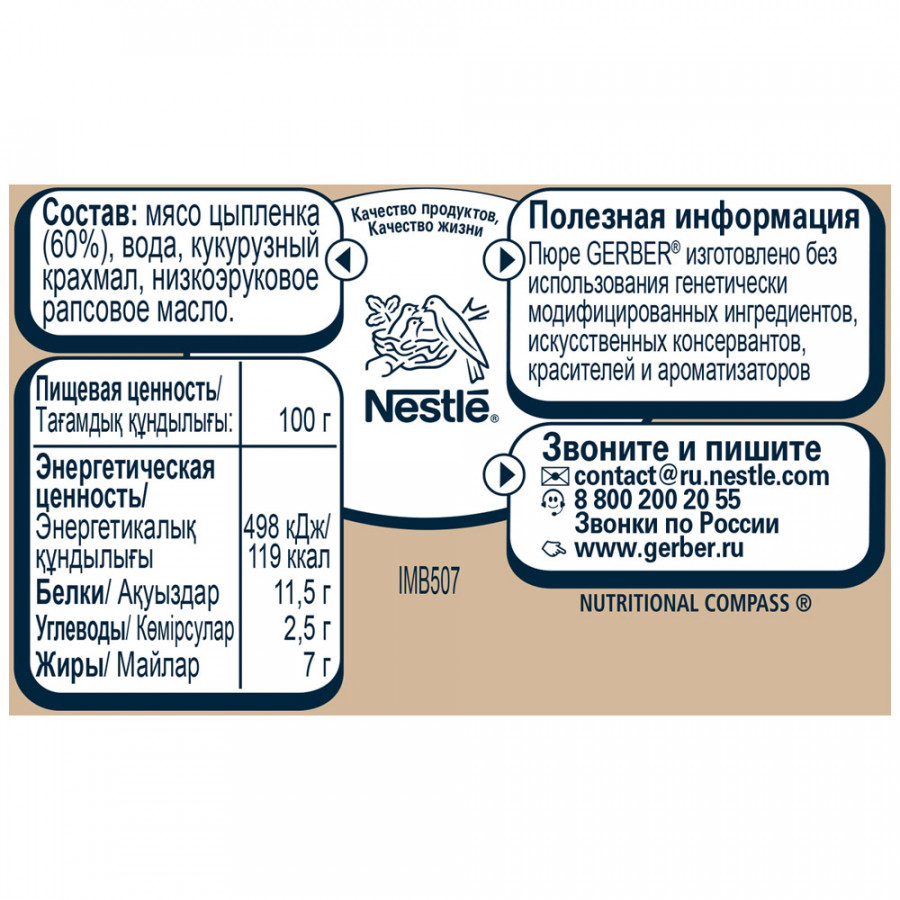 Состав: мясо цыпленка
(60%), вода, кукурузный
крахмал, низкоэруковое
рапсовое масло.
Пищевая ценность/
Тағамдық құндылығы: 100 г
Энергетическая
ценность/
Энергетикалық 498 кДж/
құндылығы 119 ккал
Белки/ Ақуыздар 11,5 г
Углеводы/ Көмірсулар 2,5 г
Жиры/ Майлар 7 г
Качество продуктов,
Качество жизни
Nestlé®
IMB507
Полезная информация
Пюре GERBER® изготовлено без
использования генетически
модифицированных ингредиентов,
искусственных консервантов,
красителей и ароматизаторов
Звоните и пишите
contact@ru.nestle.com
8 800 200 20 55
Звонки по России
www.gerber.ru
NUTRITIONAL COMPASS ®